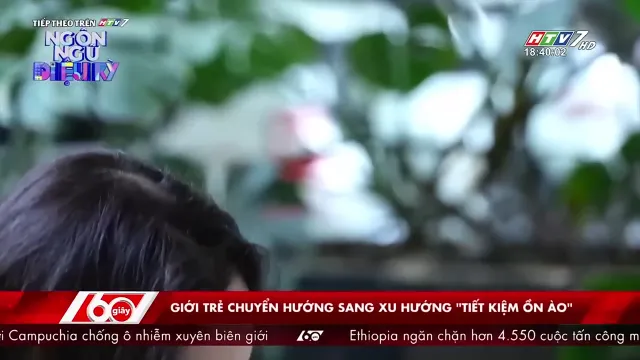 TIẾP THEO TRÊN HTV7
NGÔN
NGỮ
DIỆU KỲ
HTV7 HD
18:40:02
60 giây
GIỚI TRẺ CHUYỂN HƯỚNG SANG XU HƯỚNG "TIẾT KIỆM ỒN ÀO"
Campuchia chống ô nhiễm xuyên biên giới 60 giây Ethiopia ngăn chặn hơn 4.550 cuộc tấn công